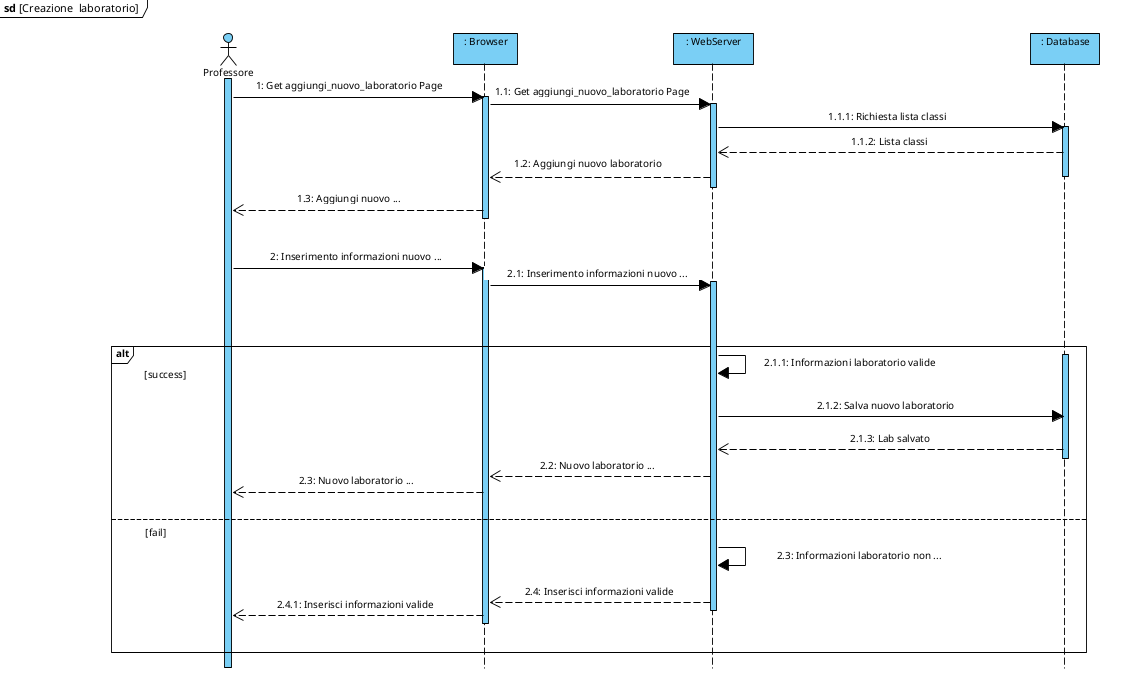 sd [Creazione laboratorio]
: Browser
: WebServer
: Database
Professore
1: Get aggiungi_nuovo_laboratorio Page
1.1: Get aggiungi_nuovo_laboratorio Page
1.1.1: Richiesta lista classi
1.1.2: Lista classi
1.2: Aggiungi nuovo laboratorio
1.3: Aggiungi nuovo ...
2: Inserimento informazioni nuovo ...
2.1: Inserimento informazioni nuovo ...
alt
2.1.1: Informazioni laboratorio valide
[success]
2.1.2: Salva nuovo laboratorio
2.1.3: Lab salvato
2.2: Nuovo laboratorio ...
2.3: Nuovo laboratorio ...
[fail]
2.3: Informazioni laboratorio non ...
2.4: Inserisci informazioni valide
2.4.1: Inserisci informazioni valide